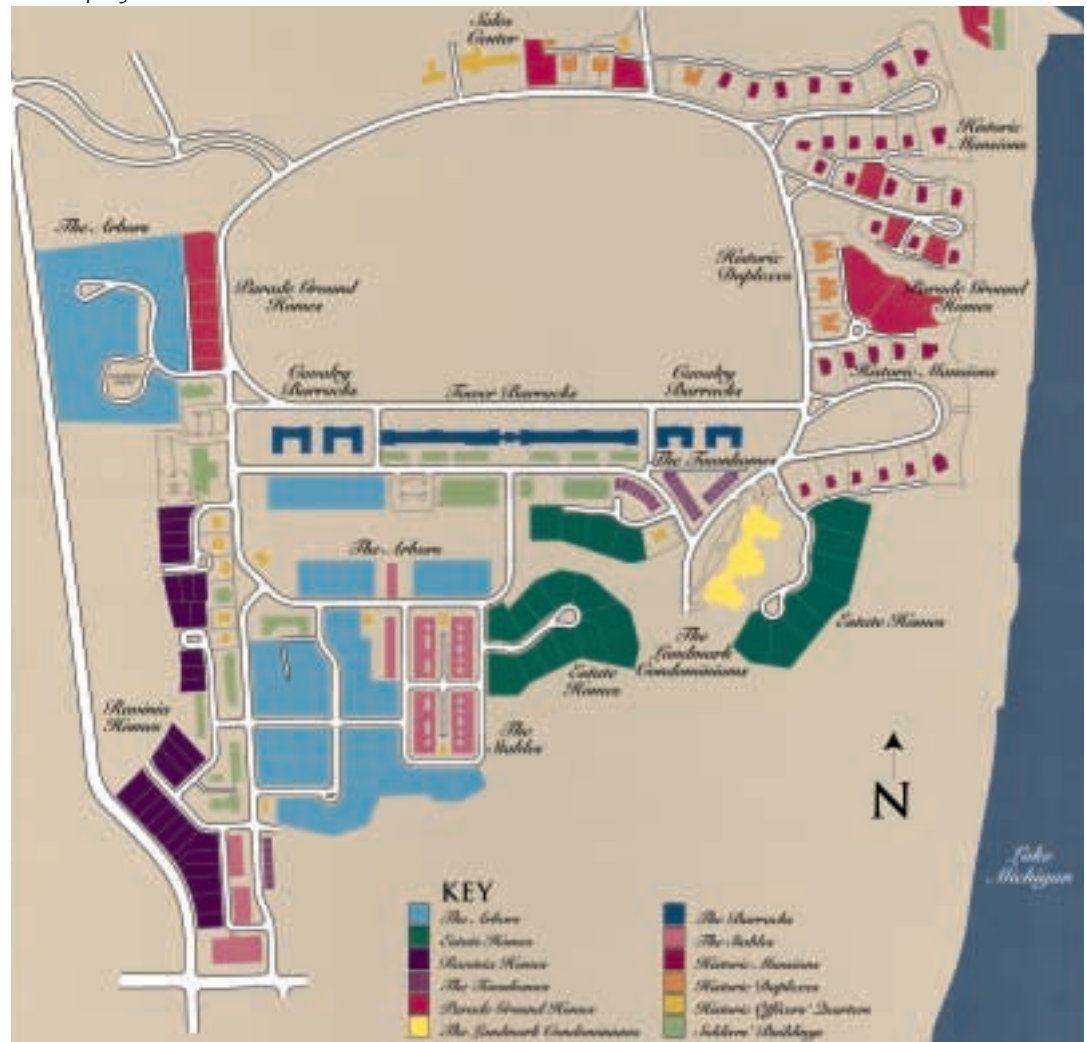 Sales
Center
Historic
Mansions
The Arbors
Parade Ground
Homes
Historic
Duplexes
Parade Ground
Homes
Historic Mansions
Cavalry
Barracks
Tower Barracks
Cavalry
Barracks
The Townhomes
The Arbors
Estate Homes
The
Landmark
Condominiums
Estate
Homes
Ravinia
Homes
The
Stables
N
Lake
Michigan
KEY
The Arbors
Estate Homes
Ravinia Homes
The Townhomes
Parade Ground Homes
The Landmark Condominiums
The Barracks
The Stables
Historic Mansions
Historic Duplexes
Historic Officers' Quarters
Soldiers' Buildings